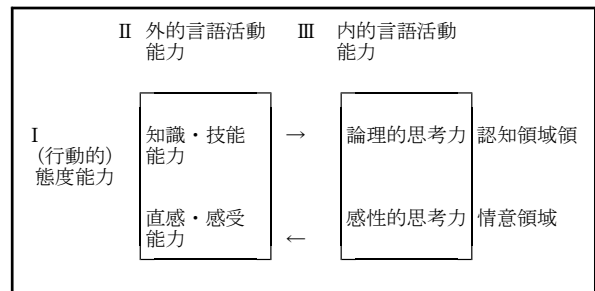 Ⅱ 外的言語活動 Ⅲ 内的言語活動
能力 能力
Ⅰ 知識・技能 → 論理的思考力 認知領域領
(行動的) 能力
態度能力
直感・感受 感性的思考力 情意領域
能力 ←